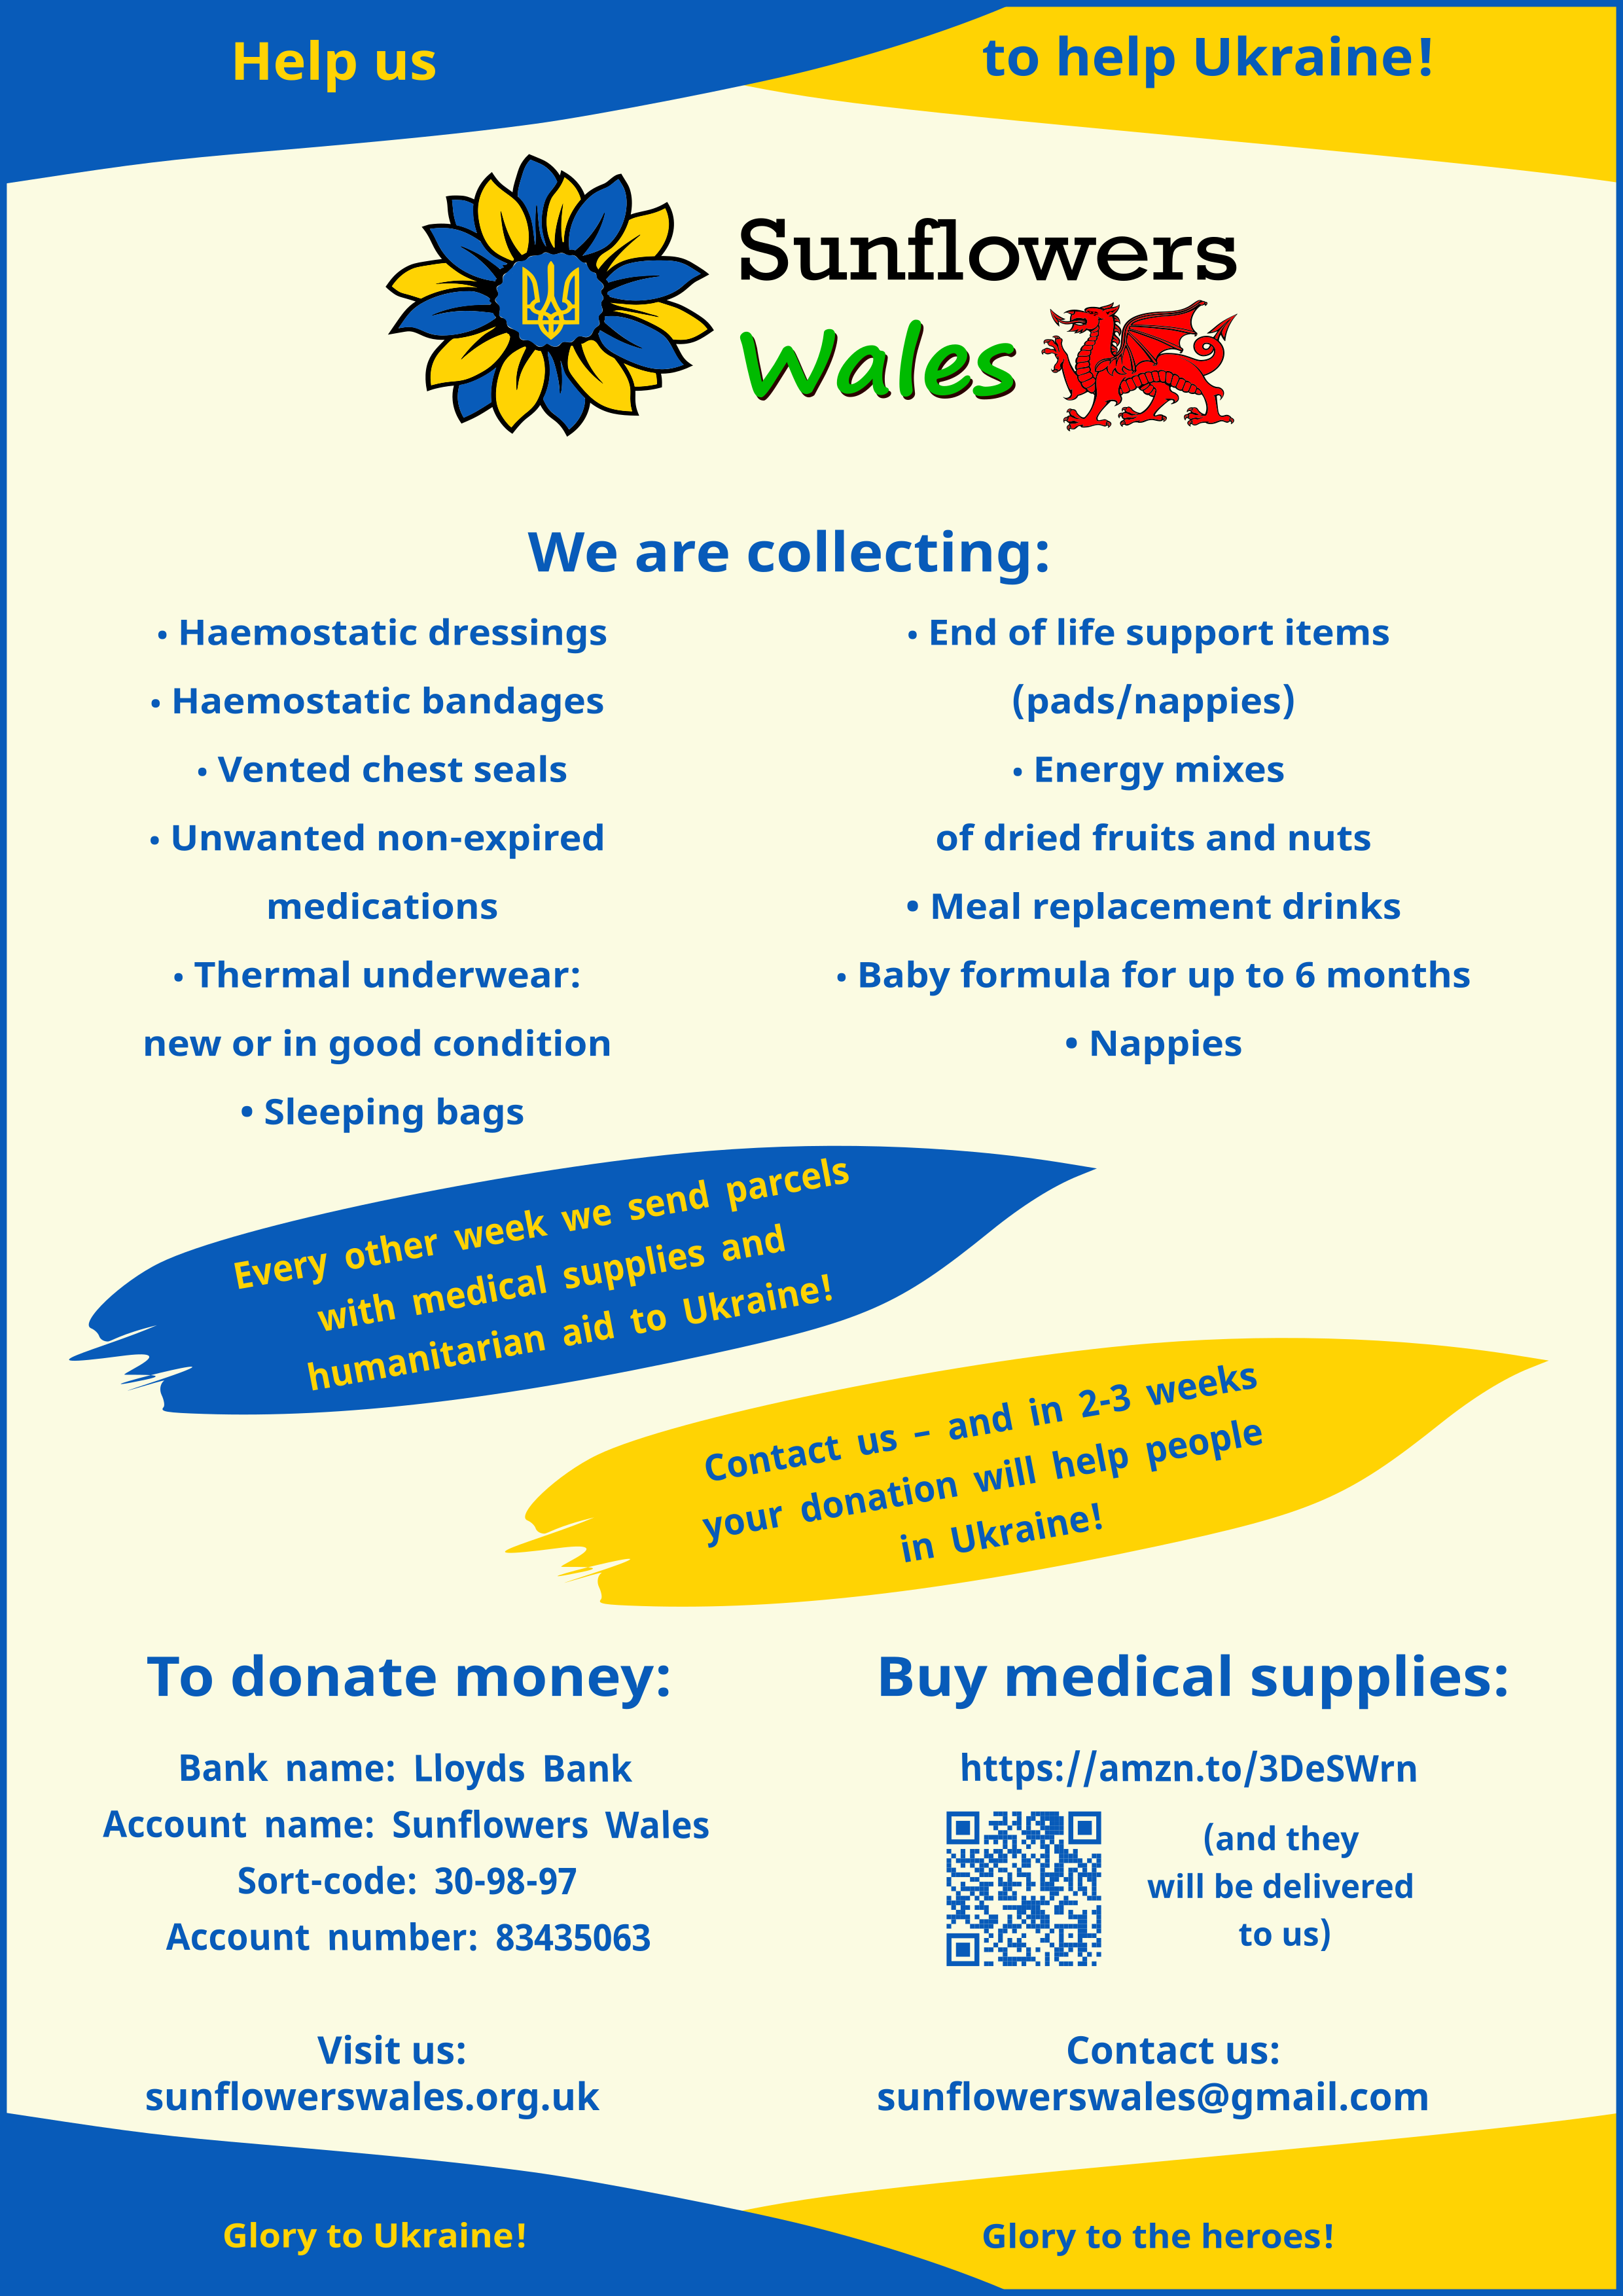 Help us
to help Ukraine!
Sunflowers
Wales
We are collecting:
• Haemostatic dressings
• Haemostatic bandages
• Vented chest seals
• Unwanted non-expired
medications
• Thermal underwear:
new or in good condition
• Sleeping bags
• End of life support items
(pads/nappies)
• Energy mixes
of dried fruits and nuts
• Meal replacement drinks
• Baby formula for up to 6 months
• Nappies
Every other week we send parcels
with medical supplies and
humanitarian aid to Ukraine!
Contact us – and in 2-3 weeks
your donation will help people
in Ukraine!
To donate money:
Bank name: Lloyds Bank
Account name: Sunflowers Wales
Sort-code: 30-98-97
Account number: 83435063
Buy medical supplies:
https://amzn.to/3DeSWrn
(and they
will be delivered
to us)
Visit us:
sunflowerswales.org.uk
Contact us:
sunflowerswales@gmail.com
Glory to Ukraine!
Glory to the heroes!